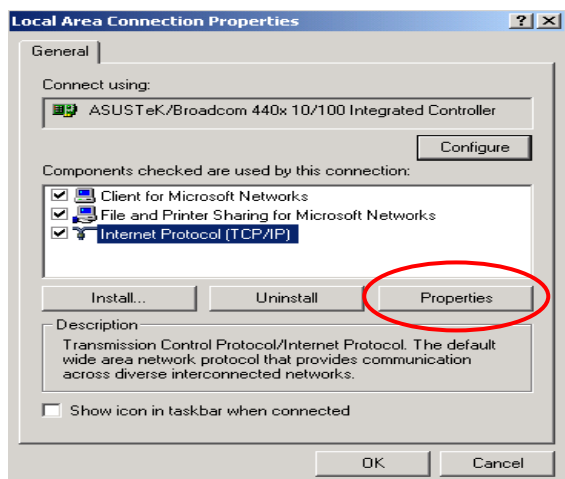 Local Area Connection Properties
General
Connect using:
ASUSTeK/Broadcom 440x 10/100 Integrated Controller
Configure
Components checked are used by this connection:
Client for Microsoft Networks
File and Printer Sharing for Microsoft Networks
Internet Protocol (TCP/IP)
Install... Uninstall Properties
Description
Transmission Control Protocol/Internet Protocol. The default
wide area network protocol that provides communication
across diverse interconnected networks.
Show icon in taskbar when connected
OK Cancel